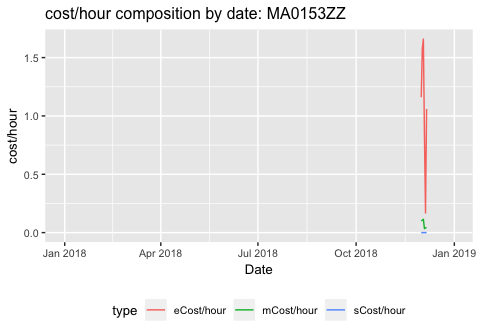 cost/hour composition by date: MA0153ZZ
cost/hour
1.5
1.0
0.5
0.0
Jan 2018 Apr 2018 Jul 2018 Oct 2018 Jan 2019
Date
type eCost/hour mCost/hour sCost/hour